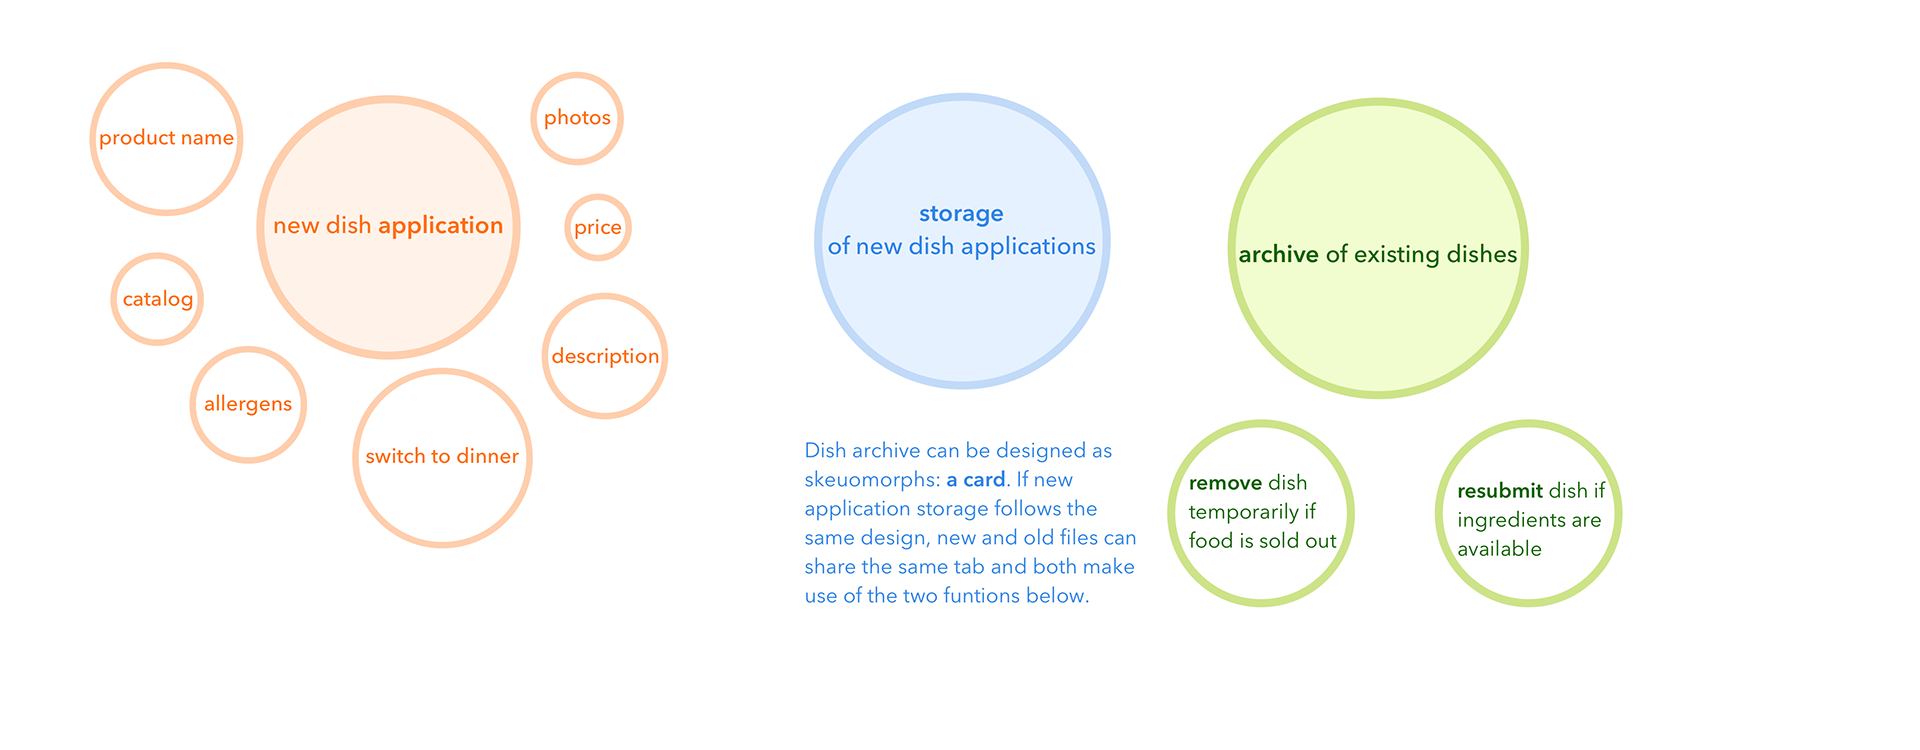 product name
new dish application
photos
price
catalog
description
allergens
switch to dinner
storage
of new dish applications
Dish archive can be designed as
skeuomorphs: a card. If new
application storage follows the
same design, new and old files can
share the same tab and both make
use of the two funtions below.
archive of existing dishes
remove dish
temporarily if
food is sold out
resubmit dish if
ingredients are
available